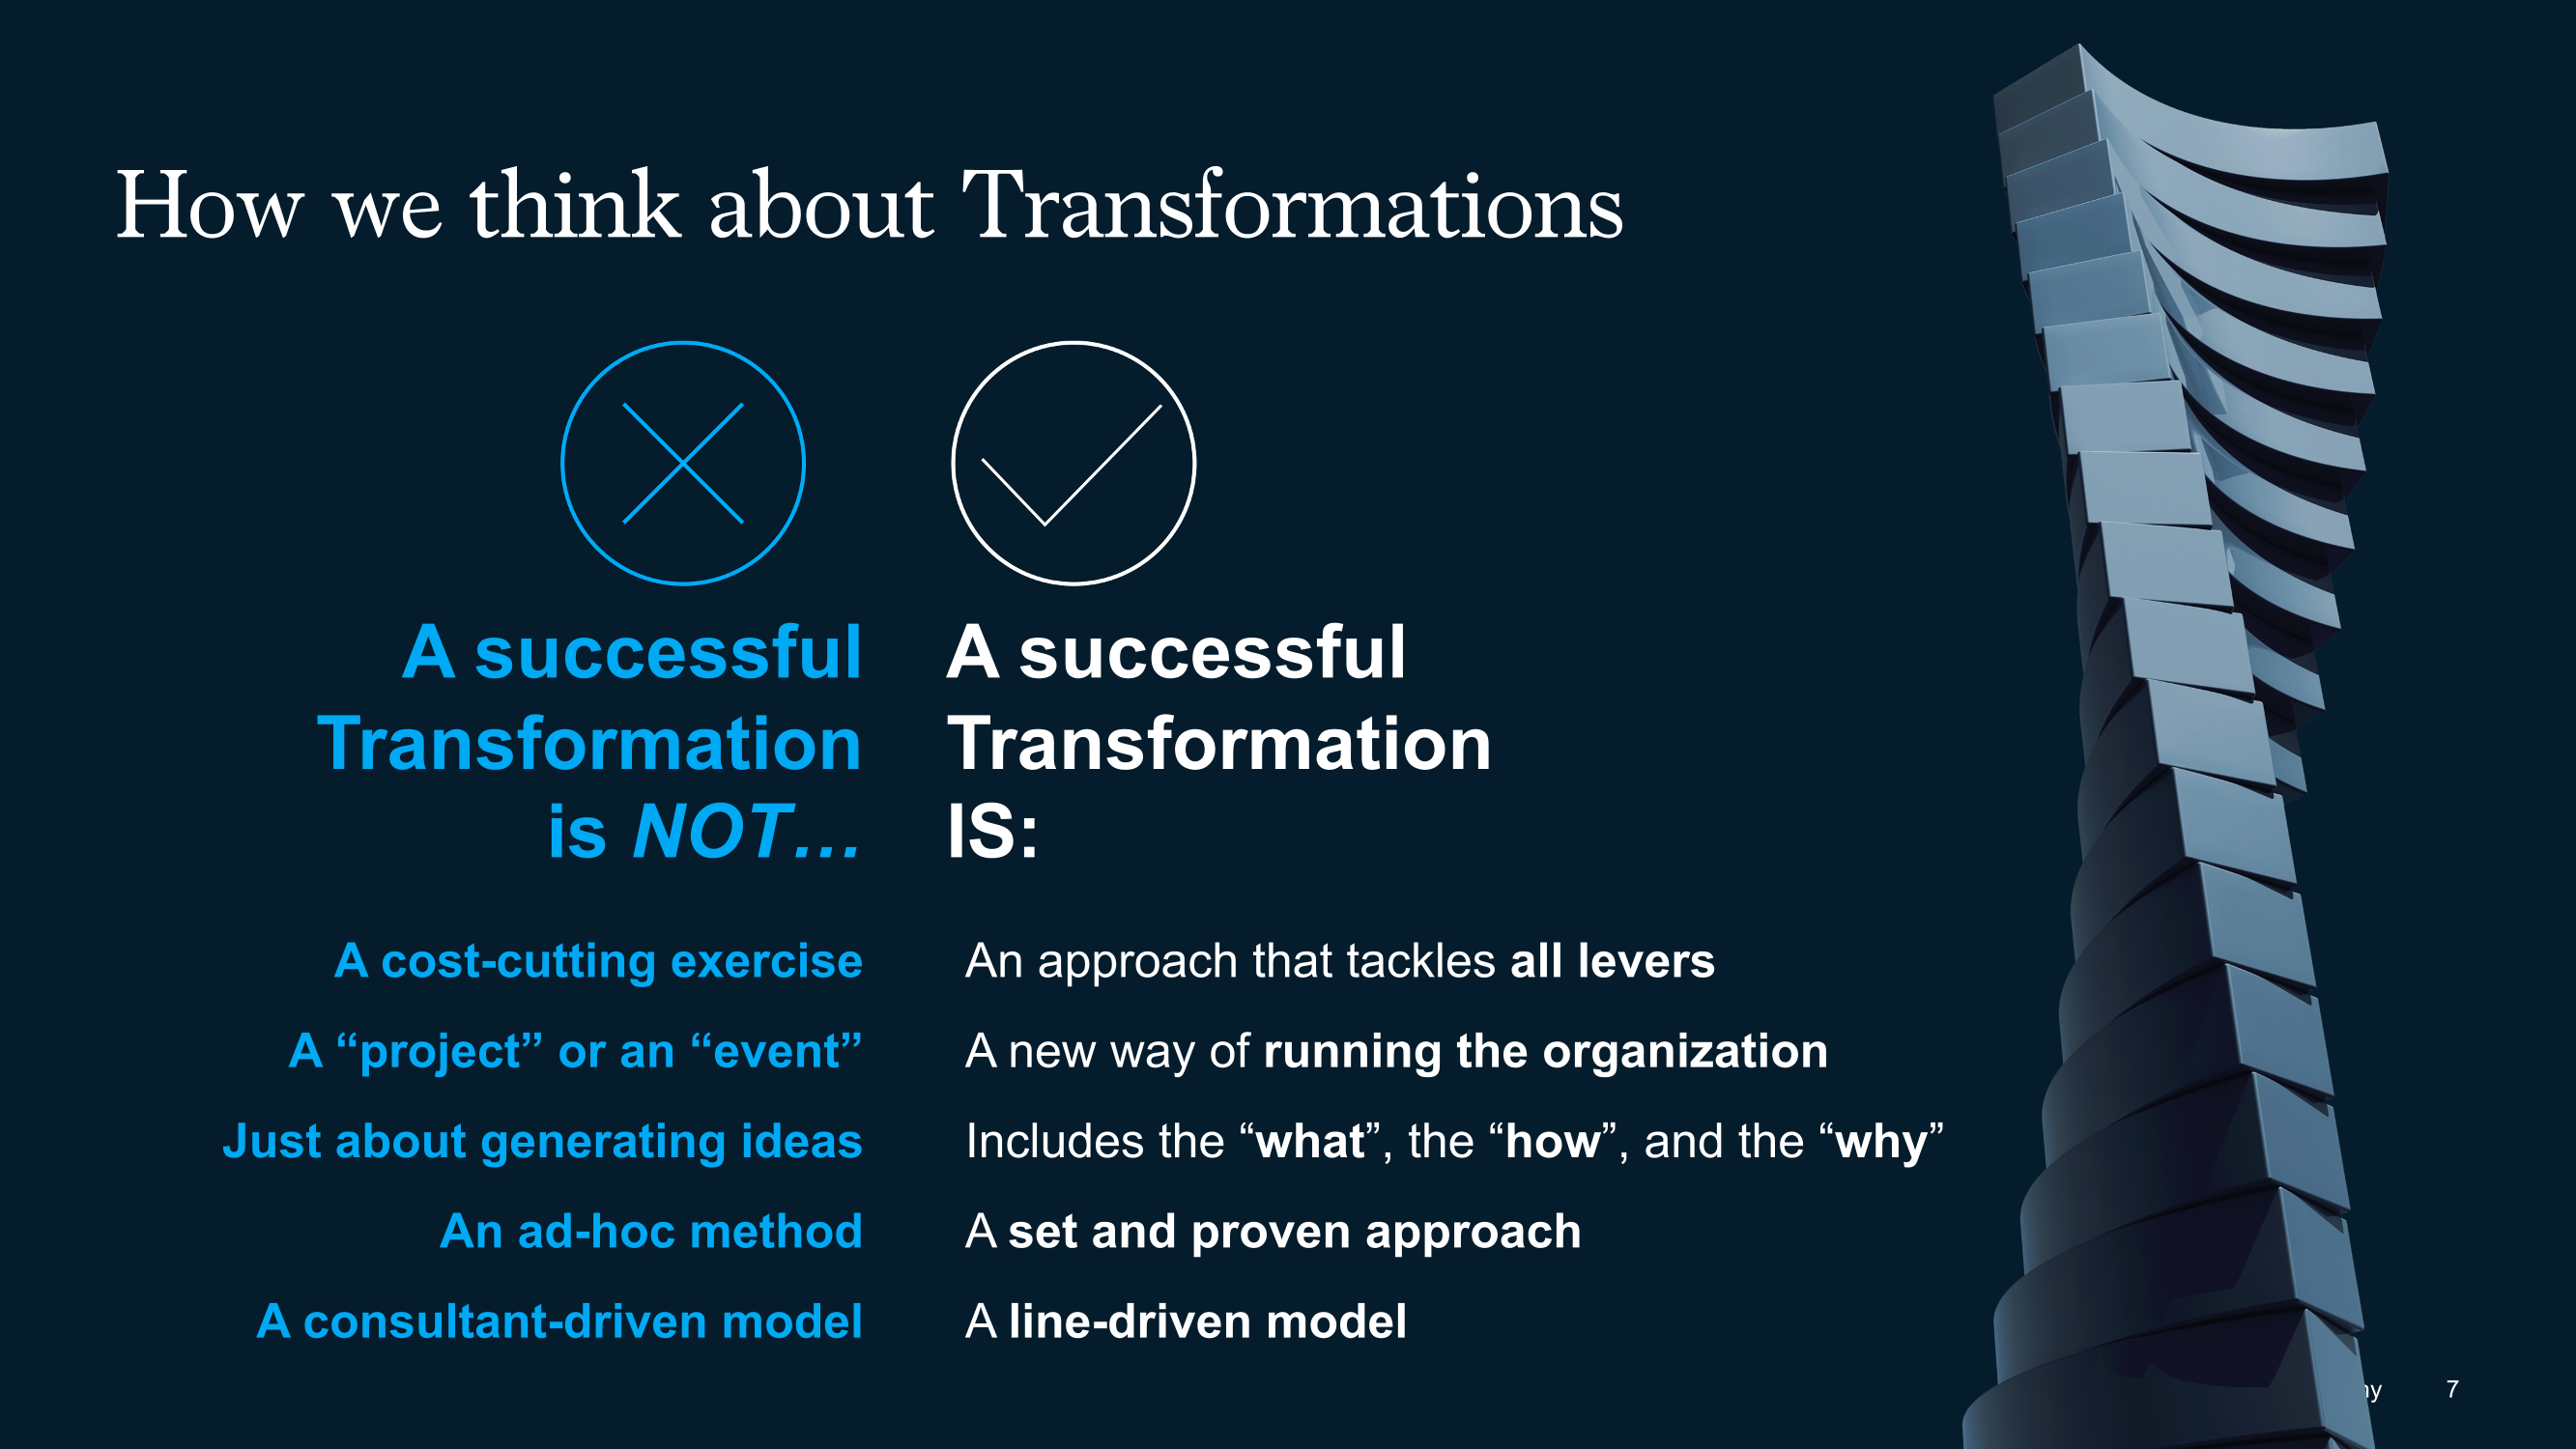 How we think about Transformations
A successful
Transformation
is NOT…
A successful
Transformation
IS:
A cost-cutting exercise
An approach that tackles all levers
A “project” or an “event”
A new way of running the organization
Just about generating ideas
Includes the “what”, the “how”, and the “why”
An ad-hoc method
A set and proven approach
A consultant-driven model
A line-driven model
7